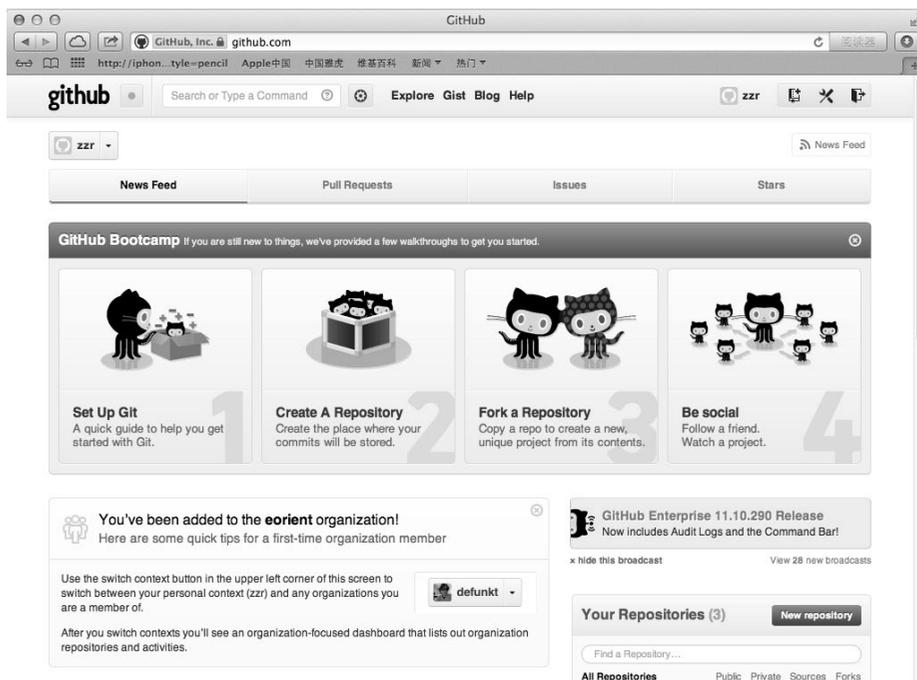 GitHub
GitHub, Inc. github.com
阅读器
http://iphon...tyle=pencil Apple中国 中国雅虎 维基百科 新闻 热门
github
Search or Type a Command
Explore Gist Blog Help
zzr
zzr
News Feed
News Feed Pull Requests Issues Stars
GitHub Bootcamp If you are still new to things, we've provided a few walkthroughs to get you started.
1
Set Up Git
A quick guide to help you get
started with Git.
2
Create A Repository
Create the place where your
commits will be stored.
3
Fork a Repository
Copy a repo to create a new,
unique project from its contents.
4
Be social
Follow a friend.
Watch a project.
You've been added to the eorient organization!
Here are some quick tips for a first-time organization member
Use the switch context button in the upper left corner of this screen to
switch between your personal context (zzr) and any organizations you
are a member of.
defunkt
After you switch contexts you'll see an organization-focused dashboard that lists out organization
repositories and activities.
GitHub Enterprise 11.10.290 Release
Now includes Audit Logs and the Command Bar!
× hide this broadcast View 28 new broadcasts
Your Repositories (3) New repository
Find a Repository...
All Repositories Public Private Sources Forks